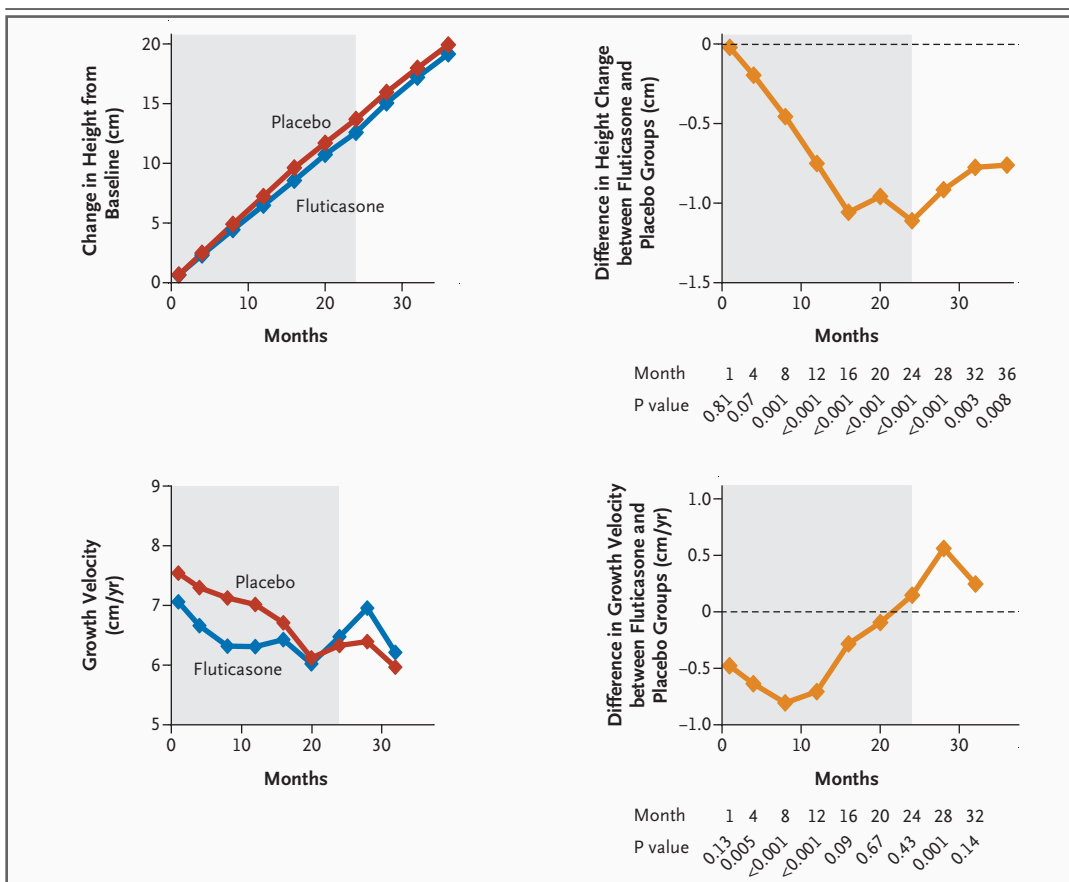 Change in Height from
Baseline (cm)
20
15
10
5
0
Placebo
Fluticasone
0 10 20 30
Months
Difference in Height Change
between Fluticasone and
Placebo Groups (cm)
0
−0.5
−1.0
−1.5
0 10 20 30
Months
Month 1 4 8 12 16 20 24 28 32 36
P value 0.81 0.07 0.001 <0.001 <0.001 <0.001 <0.001 <0.001 0.003 0.008
Growth Velocity
(cm/yr)
9
8
7
6
5
Placebo
Fluticasone
0 10 20 30
Months
Difference in Growth Velocity
between Fluticasone and
Placebo Groups (cm/yr)
1.0
0.5
0
−0.5
−1.0
0 10 20 30
Months
Month 1 4 8 12 16 20 24 28 32
P value 0.13 0.005 <0.001 <0.001 0.09 0.67 0.43 0.001 0.14